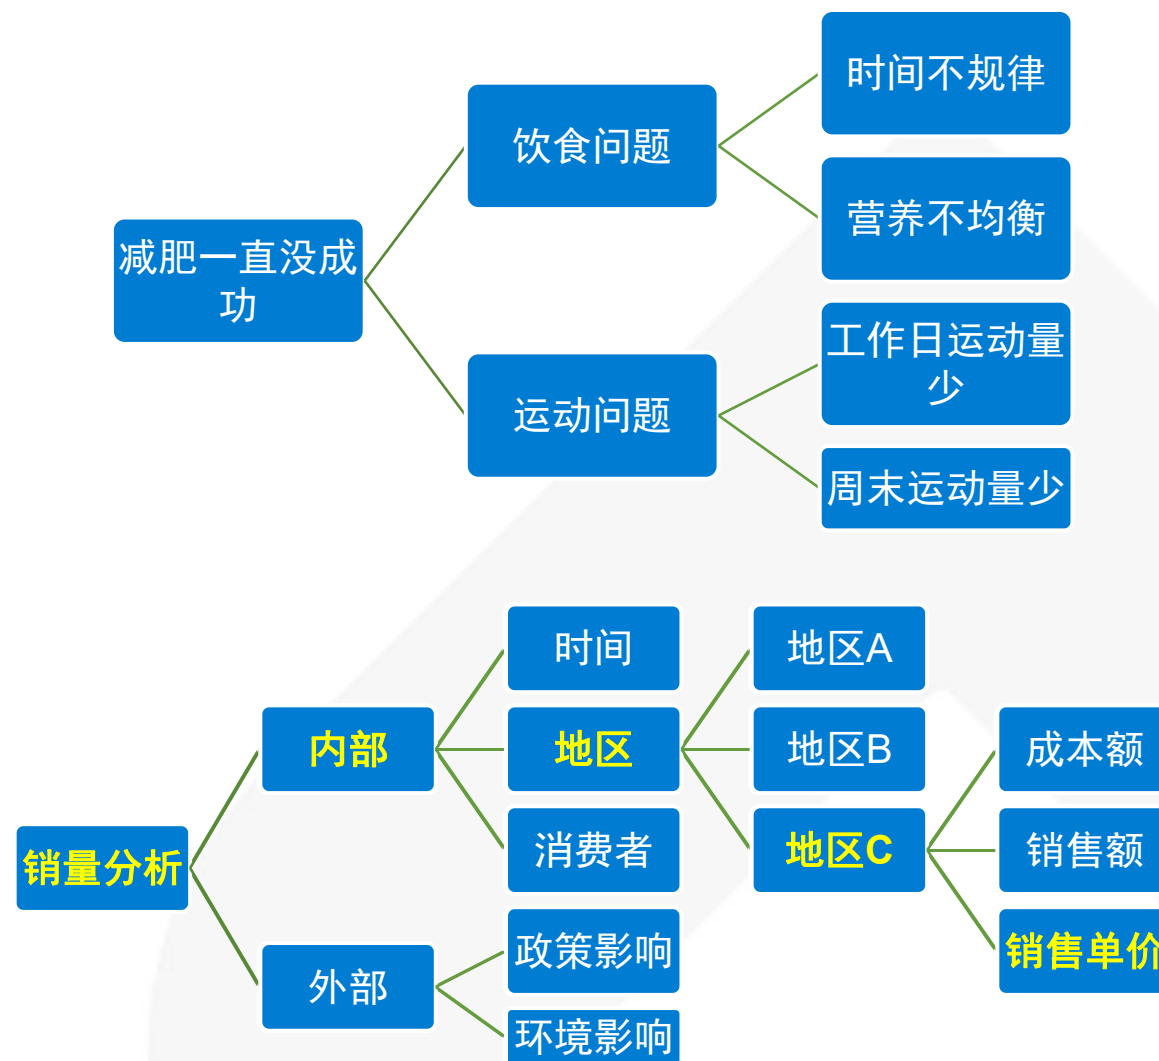 减肥一直没成
功
饮食问题
时间不规律
营养不均衡
运动问题
工作日运动量
少
周末运动量少
销量分析
内部
时间
地区
地区A
地区B
地区C
成本额
销售额
销售单价
消费者
外部
政策影响
环境影响